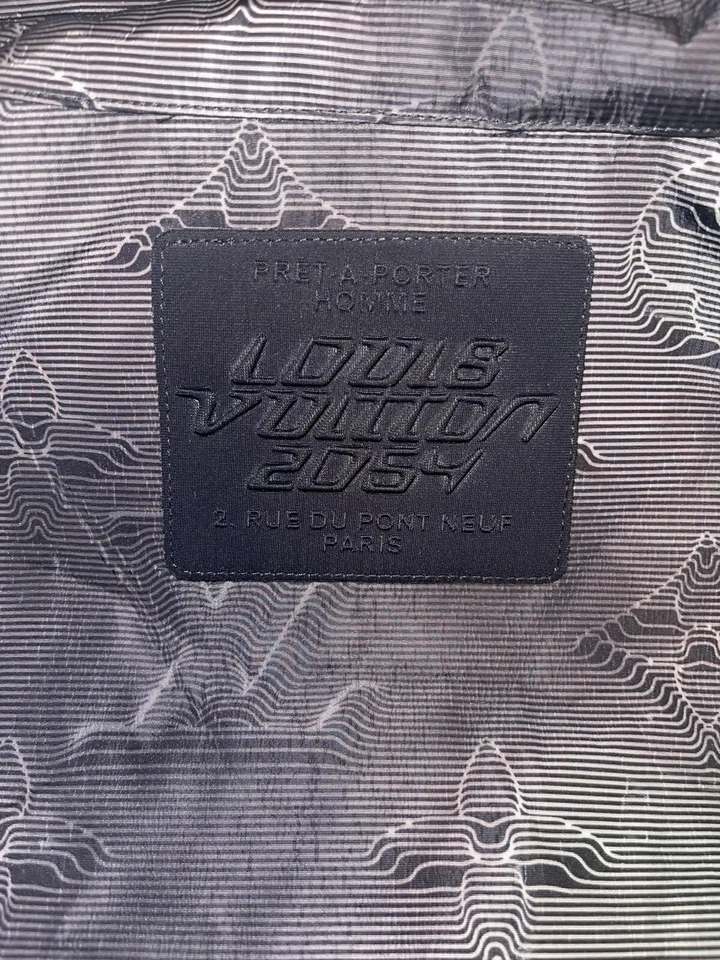 PRET-A-PORTER
HOMME
LOUIS
VUITTON
2054
2. RUE DU PONT NEUF
PARIS